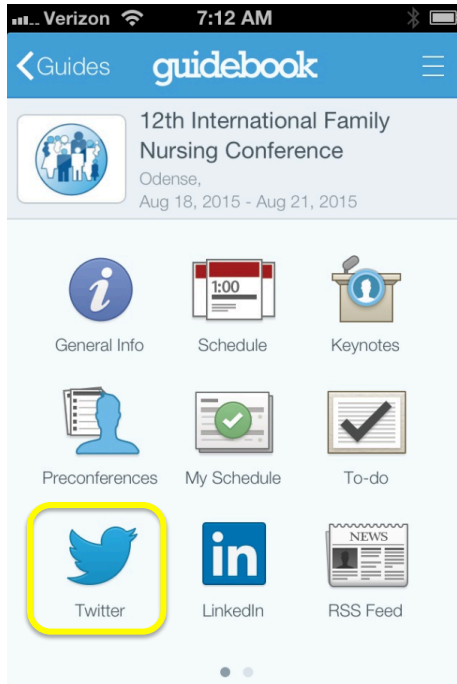 Verizon 7:12 AM
Guides guidebook
12th International Family
Nursing Conference
Odense,
Aug 18, 2015 - Aug 21, 2015
1:00
General Info Schedule Keynotes
Preconferences My Schedule To-do
in
NEWS
Twitter LinkedIn RSS Feed